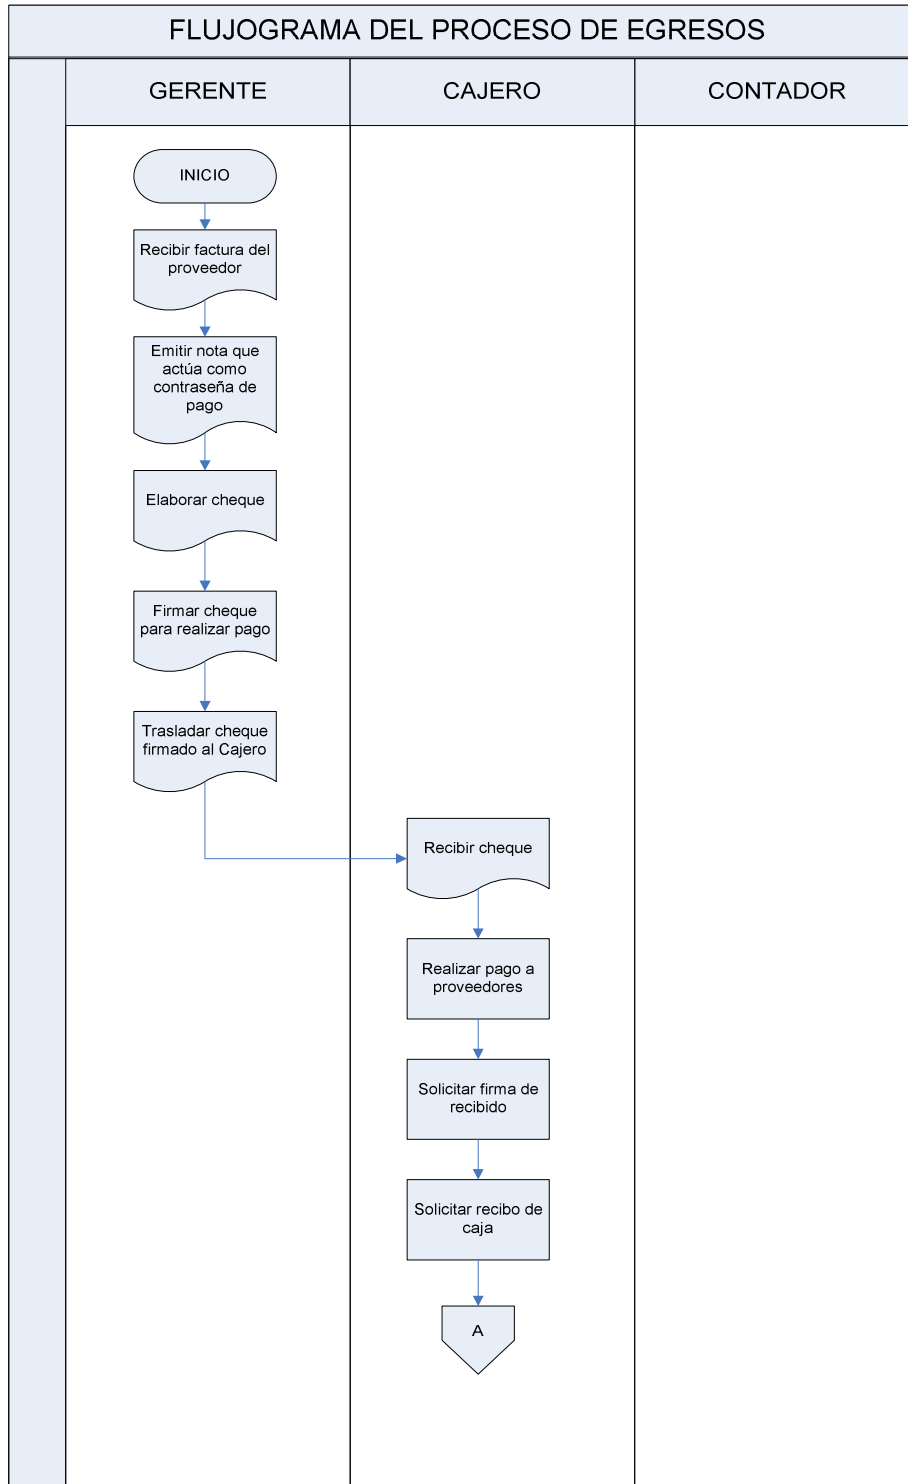 FLUJOGRAMA DEL PROCESO DE EGRESOS
GERENTE
CAJERO
CONTADOR
INICIO
Recibir factura del
proveedor
Emitir nota que
actúa como
contraseña de
pago
Elaborar cheque
Firmar cheque
para realizar pago
Trasladar cheque
firmado al Cajero
Recibir cheque
Realizar pago a
proveedores
Solicitar firma de
recibido
Solicitar recibo de
caja
A